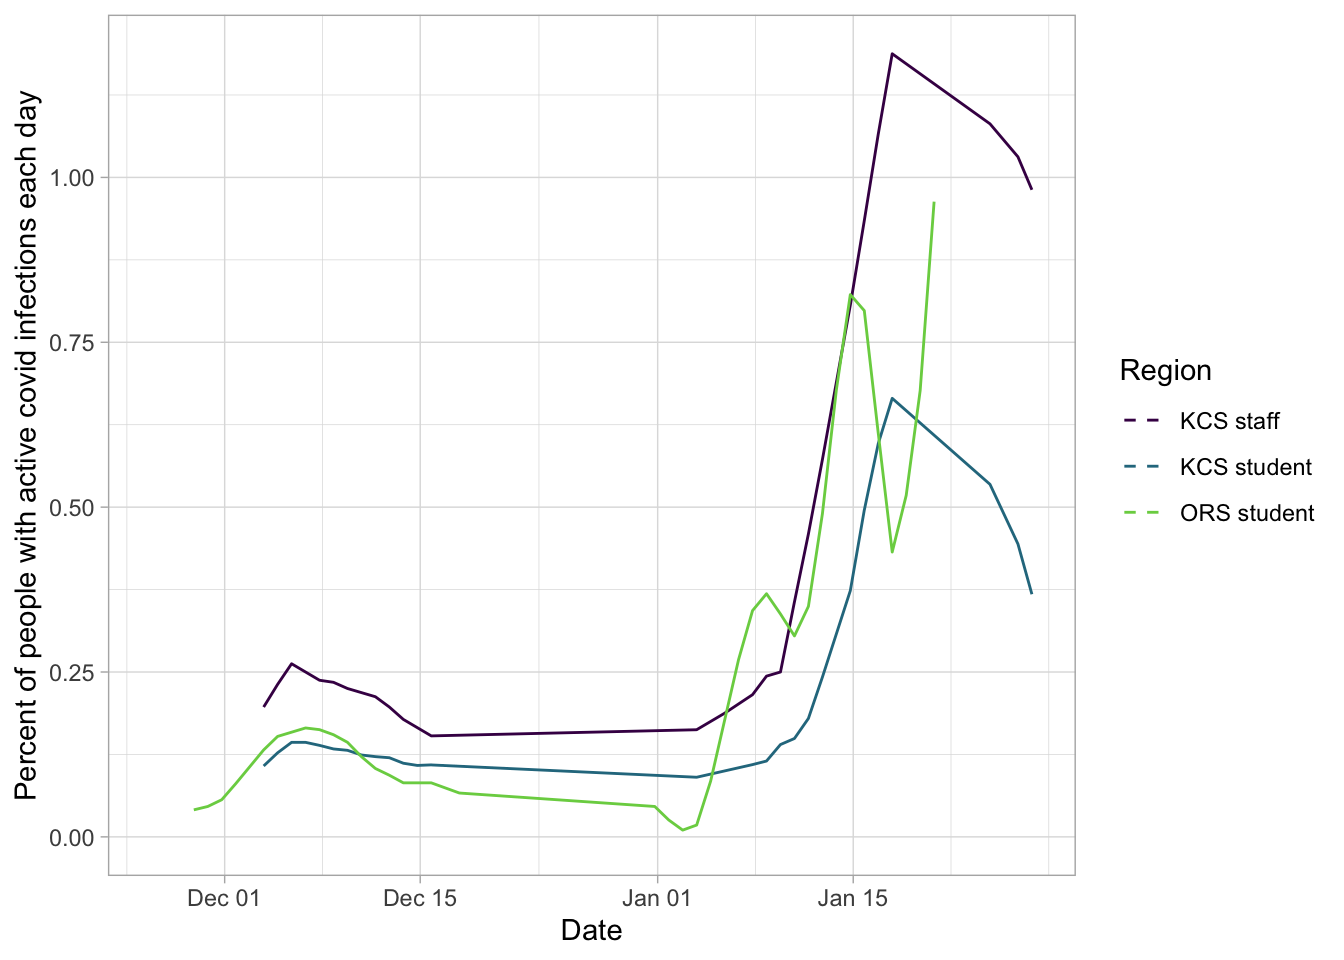 Percent of people with active covid infections each day
1.00
0.75
0.50
0.25
0.00
Dec 01
Dec 15
Jan 01
Jan 15
Date
Region
KCS staff
KCS student
ORS student